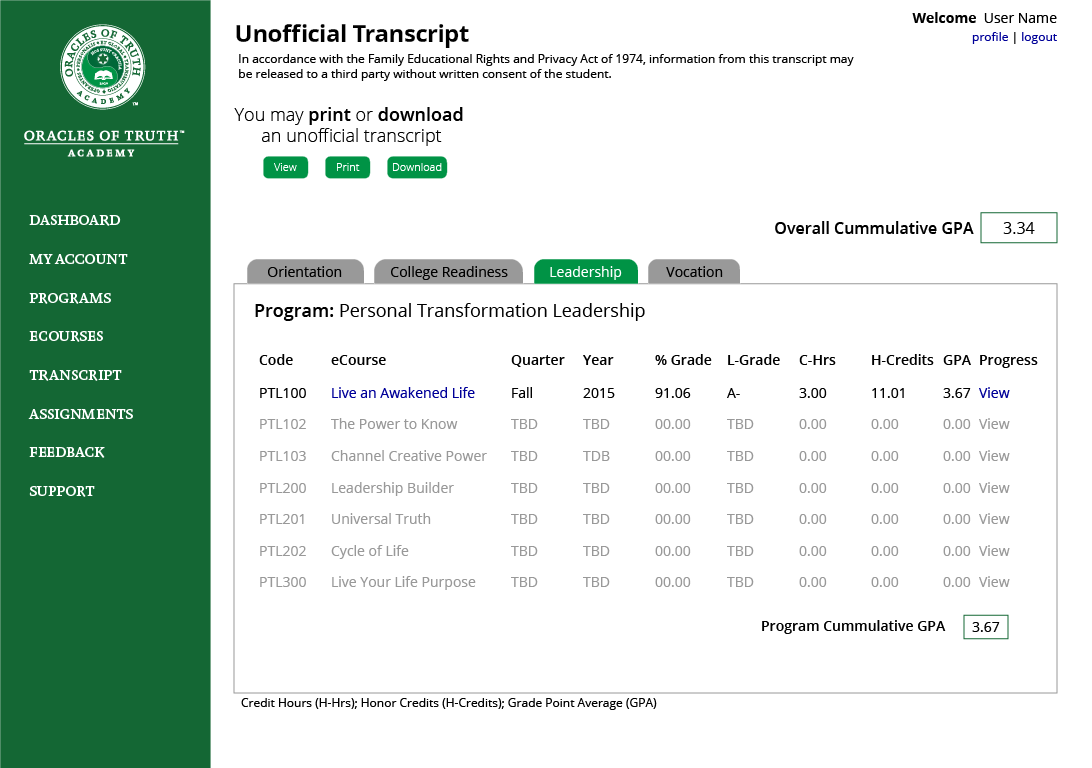 ORACLES OF TRUTH
ACADEMY
™
ORACLES OF TRUTH™
ACADEMY
DASHBOARD
MY ACCOUNT
PROGRAMS
ECOURSES
TRANSCRIPT
ASSIGNMENTS
FEEDBACK
SUPPORT
Welcome User Name
profile | logout
Unofficial Transcript
In accordance with the Family Educational Rights and Privacy Act of 1974, information from this transcript may
be released to a third party without written consent of the student.
You may print or download
an unofficial transcript
View Print Download
Overall Cummulative GPA 3.34
Orientation College Readiness Leadership Vocation
Program: Personal Transformation Leadership
Code eCourse Quarter Year % Grade L-Grade C-Hrs H-Credits GPA Progress
PTL100 Live an Awakened Life Fall 2015 91.06 A- 3.00 11.01 3.67 View
PTL102 The Power to Know TBD TBD 00.00 TBD 0.00 0.00 0.00 View
PTL103 Channel Creative Power TBD TDB 00.00 TBD 0.00 0.00 0.00 View
PTL200 Leadership Builder TBD TBD 00.00 TBD 0.00 0.00 0.00 View
PTL201 Universal Truth TBD TBD 00.00 TBD 0.00 0.00 0.00 View
PTL202 Cycle of Life TBD TBD 00.00 TBD 0.00 0.00 0.00 View
PTL300 Live Your Life Purpose TBD TBD 00.00 TBD 0.00 0.00 0.00 View
Program Cummulative GPA 3.67
Credit Hours (H-Hrs); Honor Credits (H-Credits); Grade Point Average (GPA)